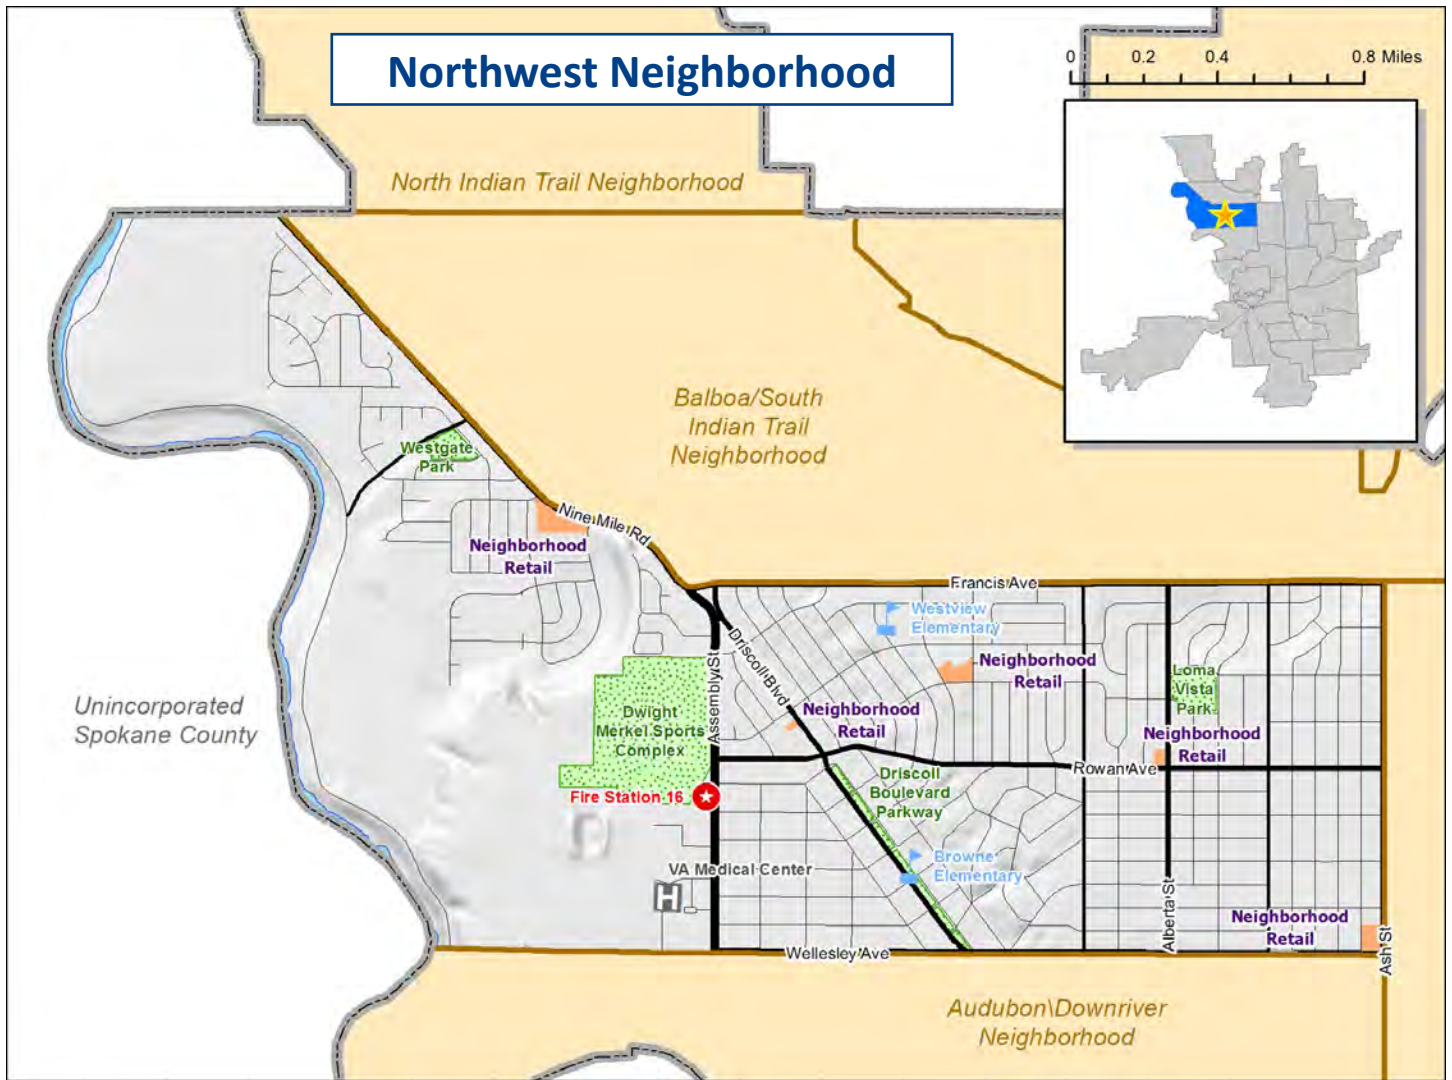 Northwest Neighborhood
0 0.2 0.4 0.8 Miles
North Indian Trail Neighborhood
Balboa/South
Indian Trail
Neighborhood
Westgate
Park
Nine Mile Rd
Neighborhood
Retail
Francis Ave
Westview
Elementary
Driscoll Blvd
Assembly St
Neighborhood
Retail
Loma
Vista
Park
Unincorporated
Spokane County
Dwight
Merkel Sports
Complex
Neighborhood
Retail
Neighborhood
Retail
Rowan Ave
Driscoll
Boulevard
Parkway
Fire Station 16
Browne
Elementary
VA Medical Center
H
Alberta St
Neighborhood
Retail
Ash St
Wellesley Ave
Audubon\Downriver
Neighborhood